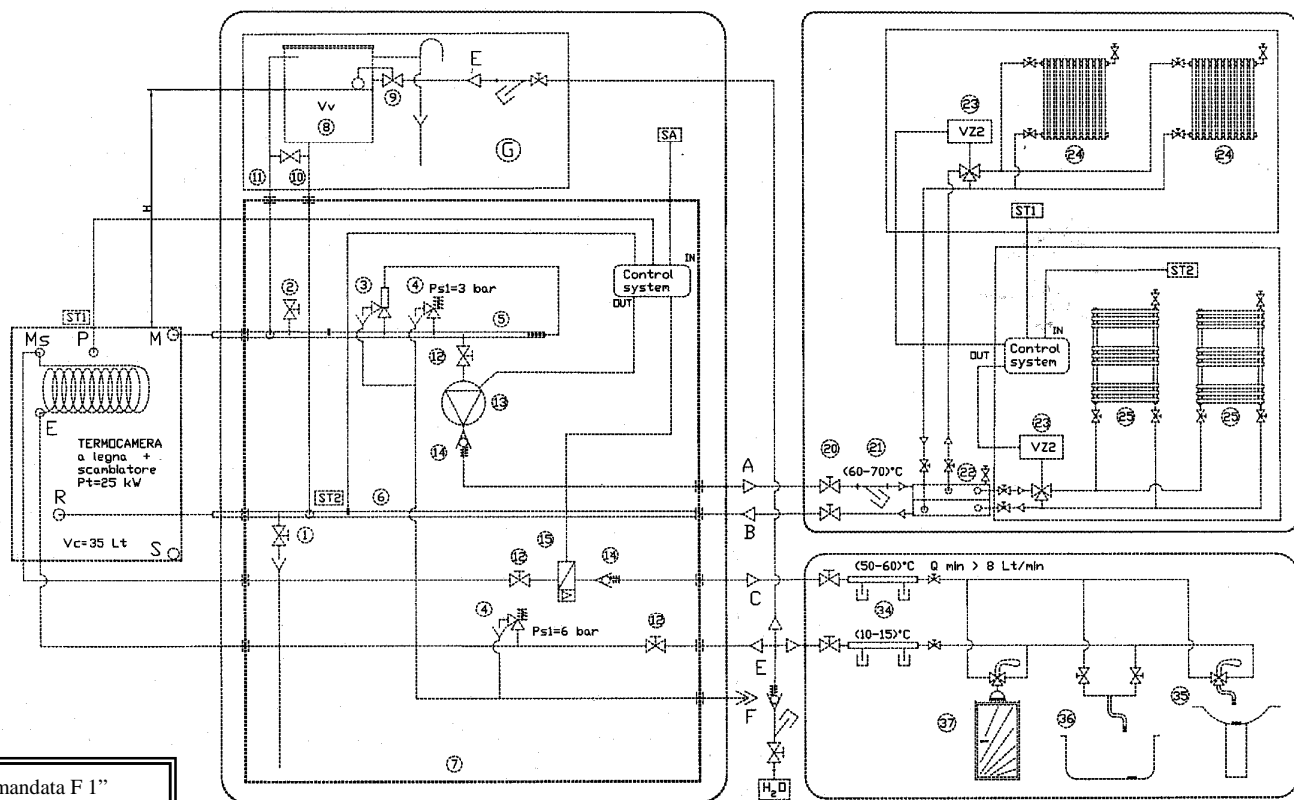 E
Vv
8
9
G
11
10
SA
H
IN
Control
system
OUT
ST1
2
3
4
Ps1=3 bar
5
Ms
P
M
12
13
E
TERMOCAMERA
a legna +
scambiatore
Pt=25 kW
14
R
ST2
6
Vc=35 Lt
S
1
15
12
14
4
Ps1=6 bar
12
7
A
B
C
E
F
H₂O
23
VZ2
24
24
ST1
ST2
IN
OUT
Control
system
23
VZ2
25
25
20
21
(60-70)°C
22
(50-60)°C Q min > 8 Lt/min
34
(10-15)°C
37
36
35
mandata F 1”